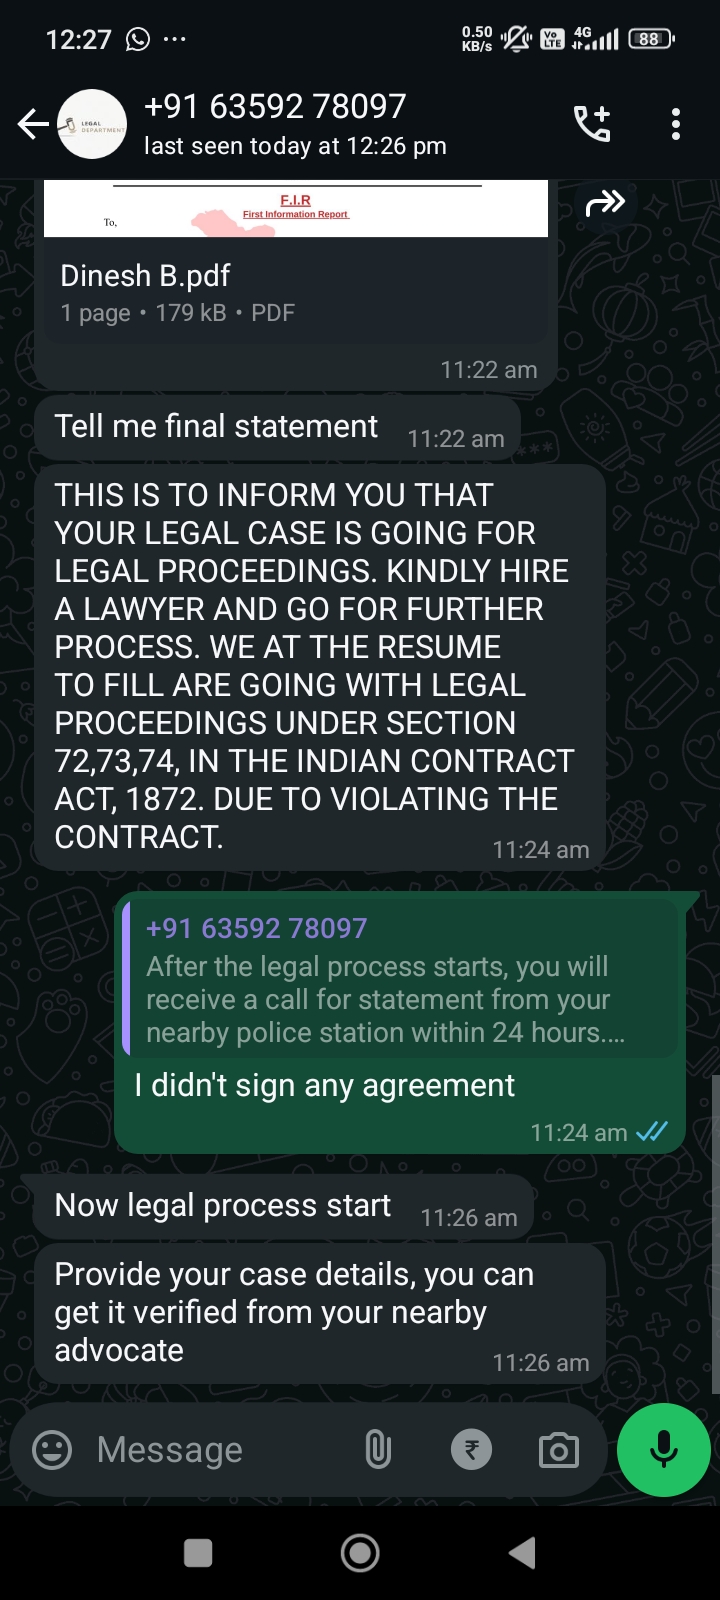 12:27
0.50
KB/s
Vo
LTE
4G
88
LEGAL
DEPARTMENT
+91 63592 78097
last seen today at 12:26 pm
F.I.R
First Information Report
To,
Dinesh B.pdf
1 page • 179 kB • PDF
11:22 am
Tell me final statement
11:22 am
THIS IS TO INFORM YOU THAT
YOUR LEGAL CASE IS GOING FOR
LEGAL PROCEEDINGS. KINDLY HIRE
A LAWYER AND GO FOR FURTHER
PROCESS. WE AT THE RESUME
TO FILL ARE GOING WITH LEGAL
PROCEEDINGS UNDER SECTION
72,73,74, IN THE INDIAN CONTRACT
ACT, 1872. DUE TO VIOLATING THE
CONTRACT.
11:24 am
+91 63592 78097
After the legal process starts, you will
receive a call for statement from your
nearby police station within 24 hours....
I didn't sign any agreement
11:24 am
Now legal process start
11:26 am
Provide your case details, you can
get it verified from your nearby
advocate
11:26 am
Message
₹